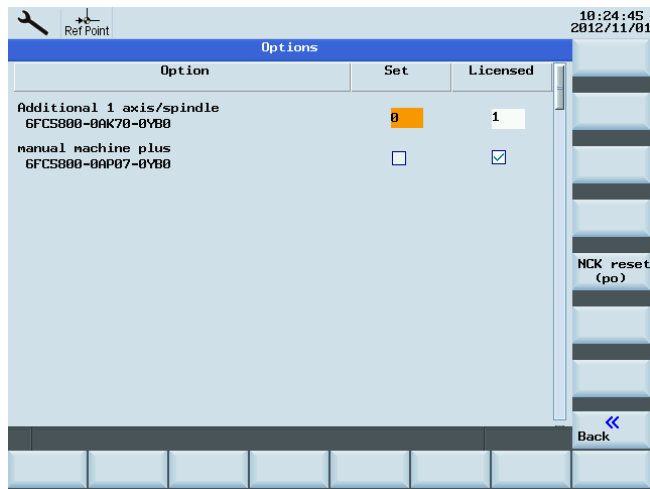 Ref Point
10:24:45
2012/11/01
Options
Option Set Licensed
Additional 1 axis/spindle
6FC5800-0AK70-0YB0
0 1
manual machine plus
6FC5800-0AP07-0YB0
NCK reset
(po)
Back